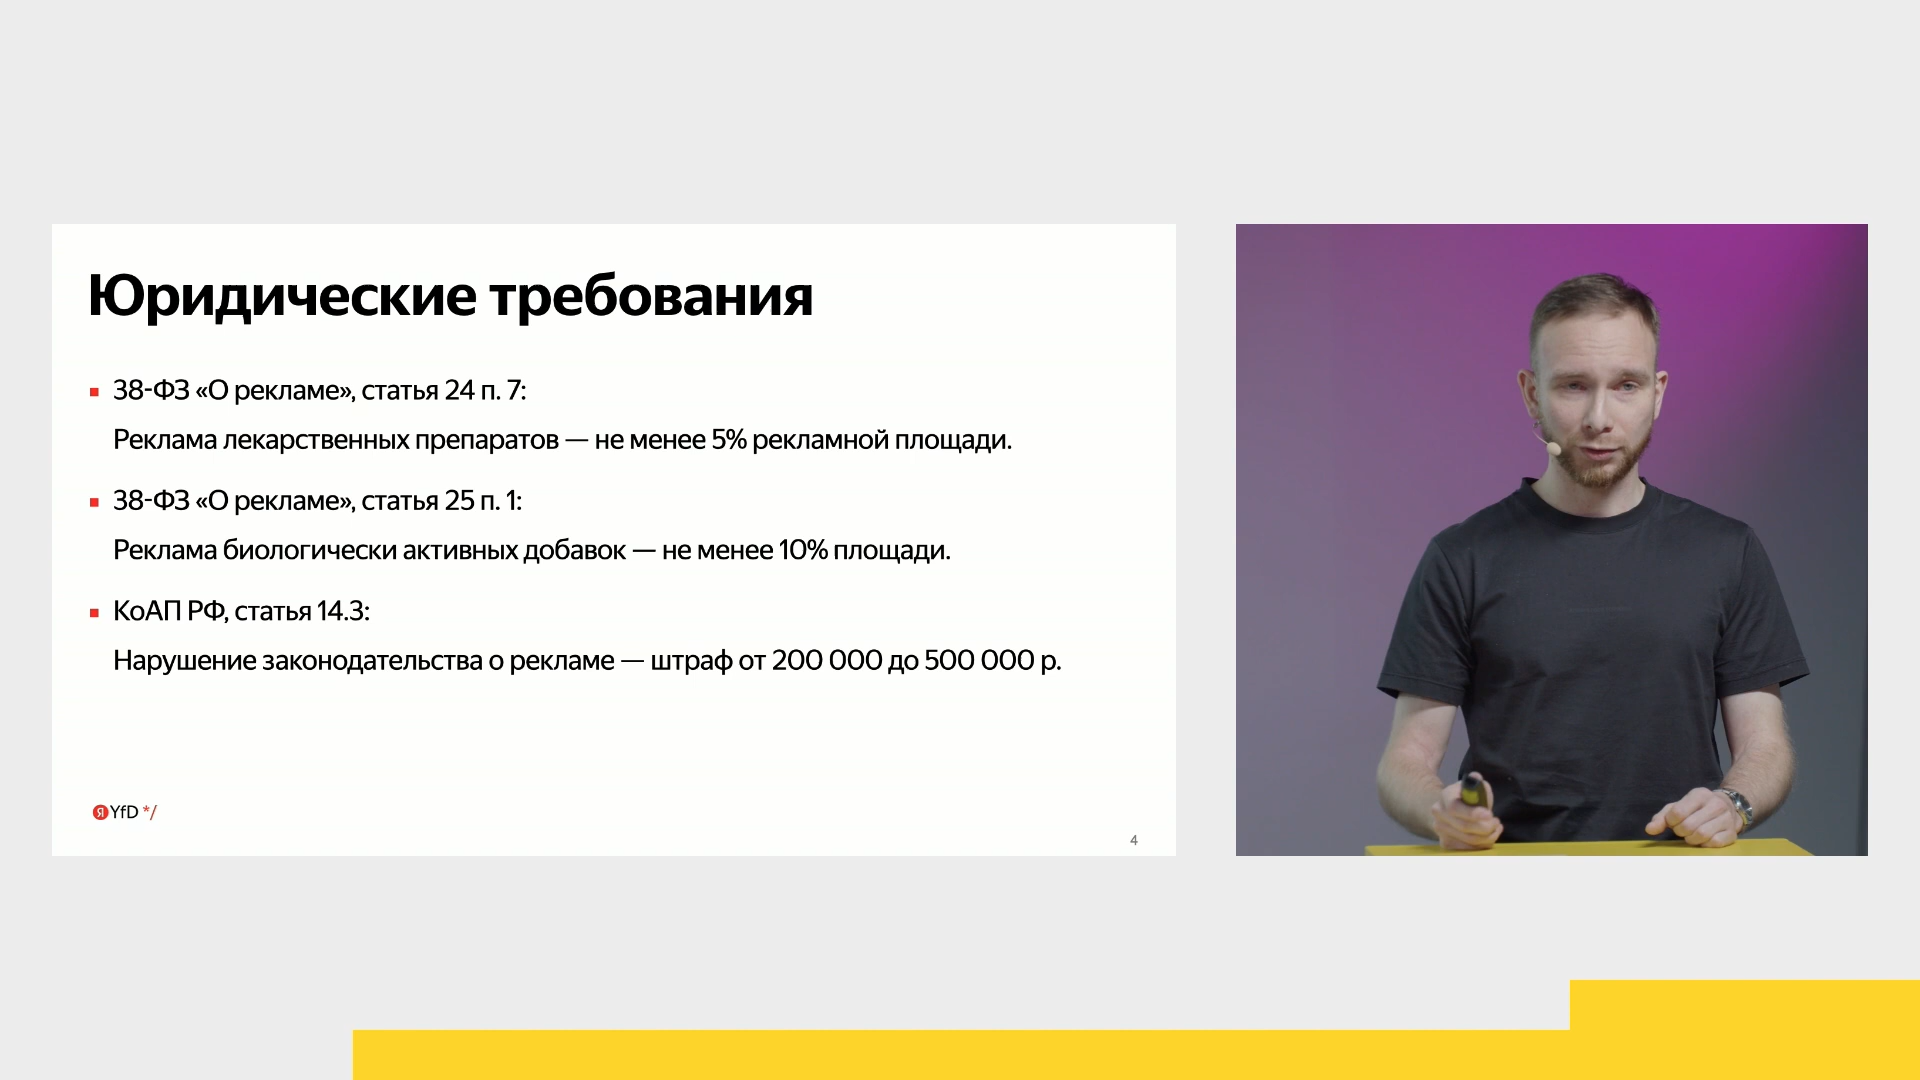 Юридические требования
38-ФЗ «О рекламе», статья 24 п. 7:
Реклама лекарственных препаратов — не менее 5% рекламной площади.
38-ФЗ «О рекламе», статья 25 п. 1:
Реклама биологически активных добавок — не менее 10% площади.
КоАП РФ, статья 14.3:
Нарушение законодательства о рекламе — штраф от 200 000 до 500 000 р.
Я YfD */
4